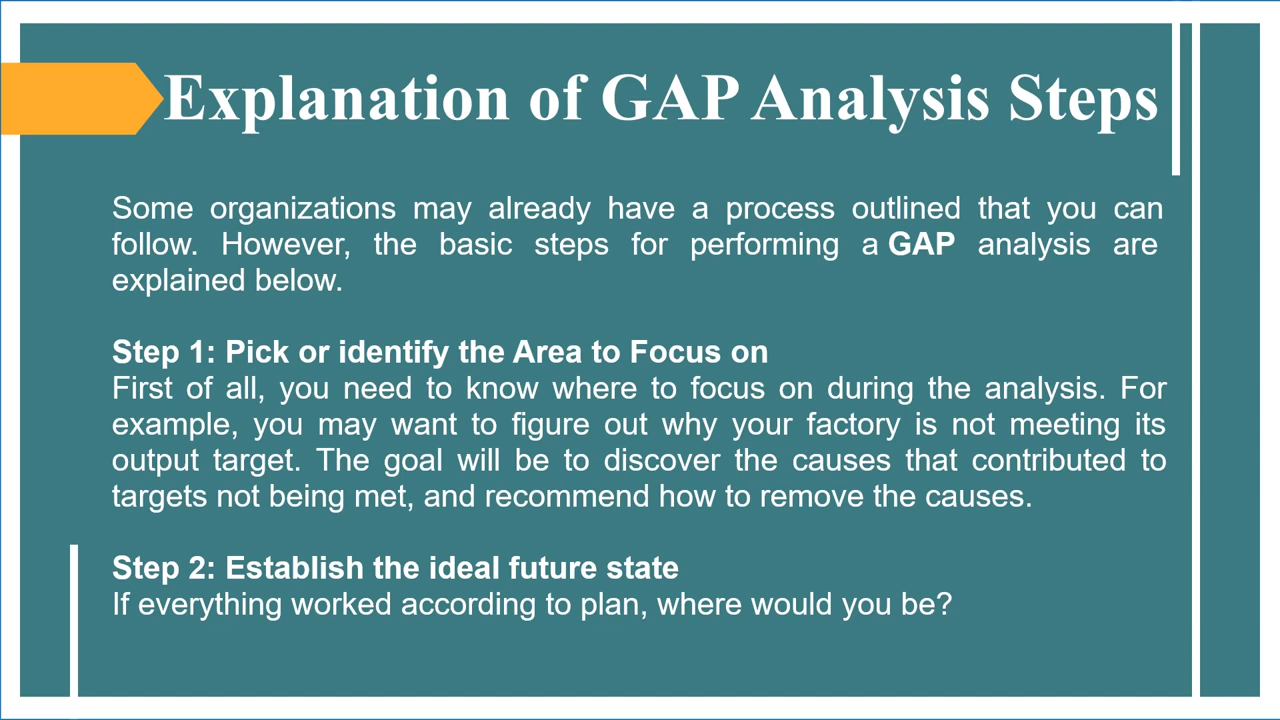 Explanation of GAP Analysis Steps
Some organizations may already have a process outlined that you can
follow. However, the basic steps for performing a GAP analysis are
explained below.
Step 1: Pick or identify the Area to Focus on
First of all, you need to know where to focus on during the analysis. For
example, you may want to figure out why your factory is not meeting its
output target. The goal will be to discover the causes that contributed to
targets not being met, and recommend how to remove the causes.
Step 2: Establish the ideal future state
If everything worked according to plan, where would you be?